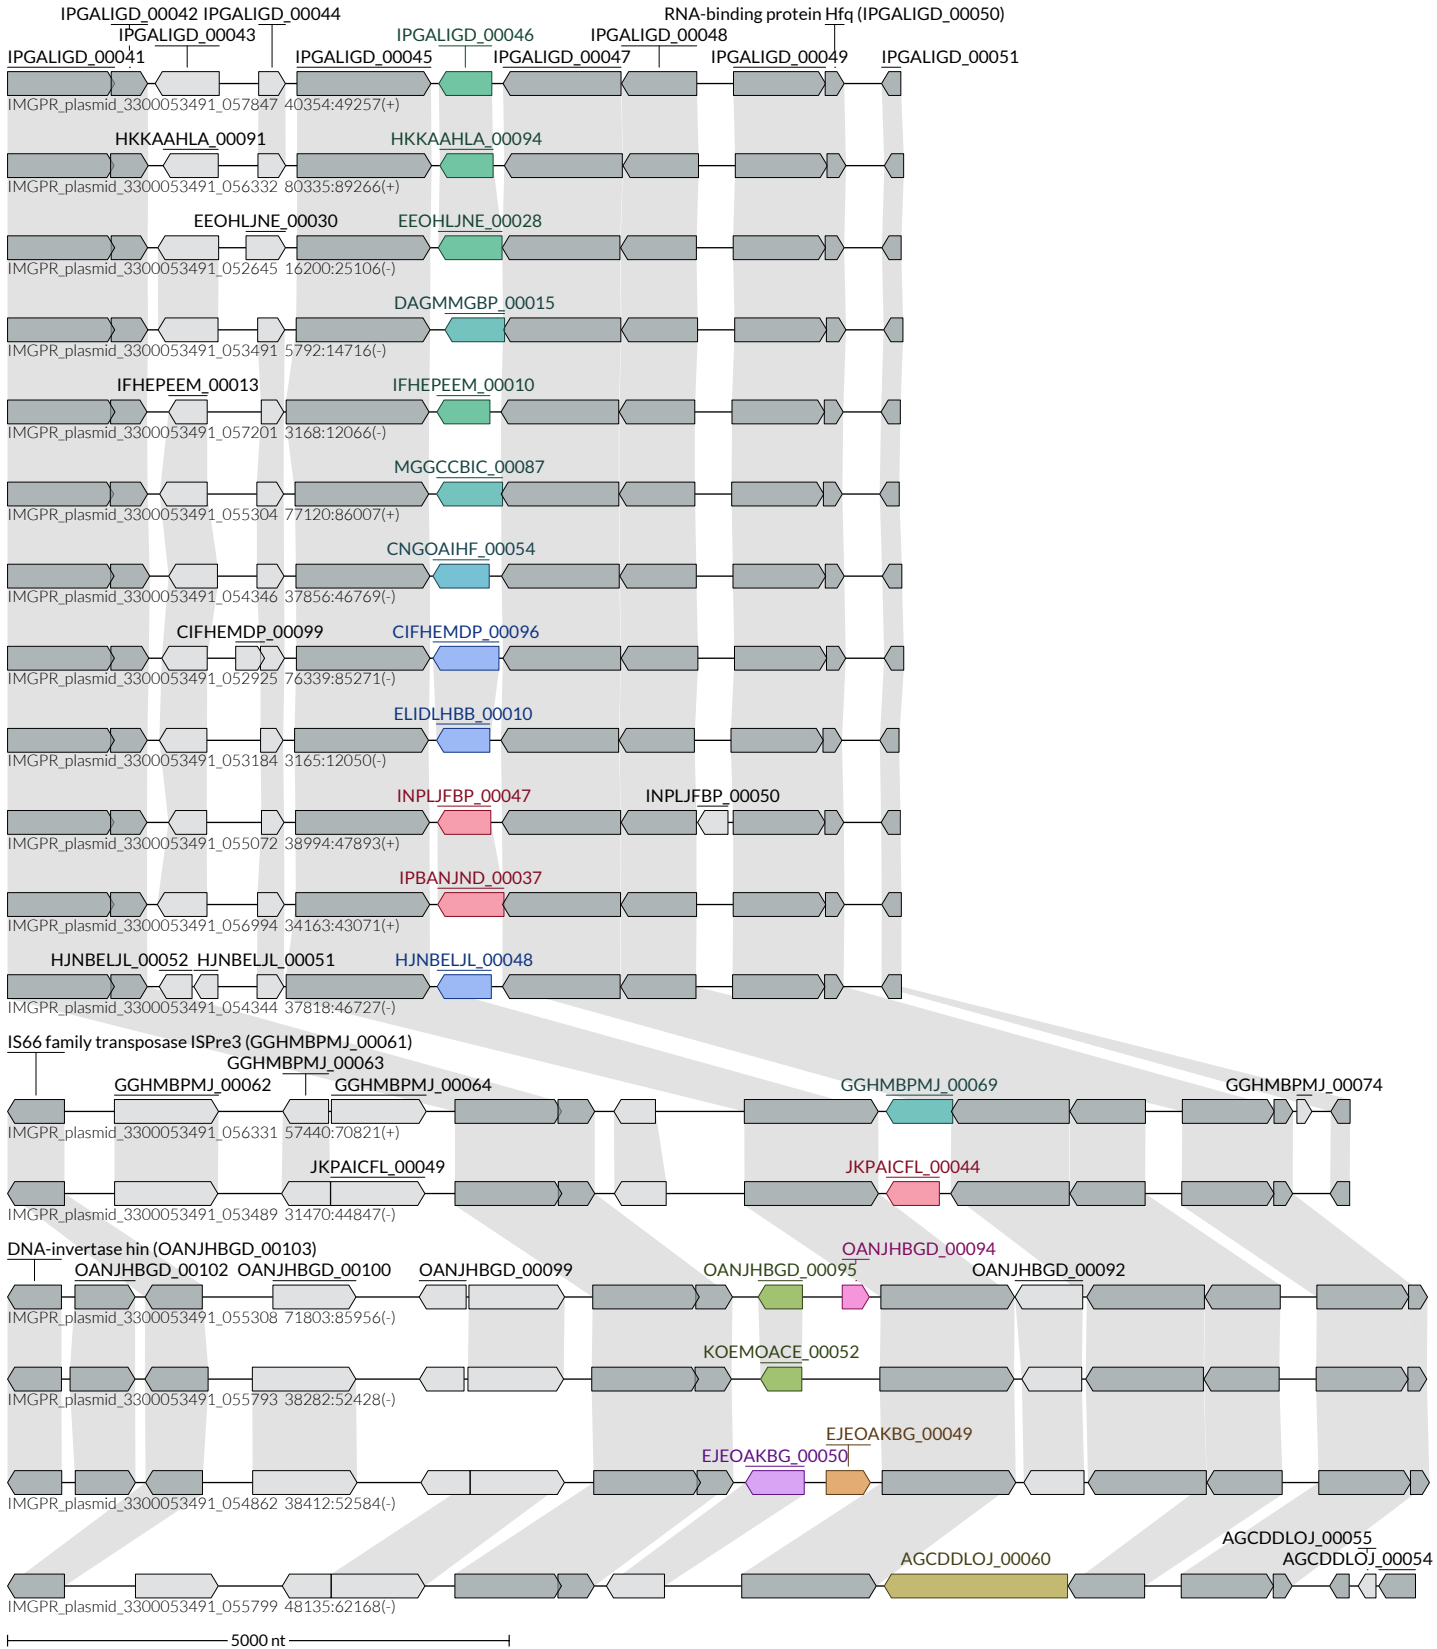 IPGALIGD_00042 IPGALIGD_00044 RNA-binding protein Hfq (IPGALIGD_00050)
IPGALIGD_00043 IPGALIGD_00046 IPGALIGD_00048
IPGALIGD_00041 IPGALIGD_00045 IPGALIGD_00047 IPGALIGD_00049 IPGALIGD_00051
IMGPR_plasmid_3300053491_057847 40354:49257(+)
HKKAAHLA_00091 HKKAAHLA_00094
IMGPR_plasmid_3300053491_056332 80335:89266(+)
EEOHLJNE_00030 EEOHLJNE_00028
IMGPR_plasmid_3300053491_052645 16200:25106(-)
DAGMMGBP_00015
IMGPR_plasmid_3300053491_053491 5792:14716(-)
IFHEPEEM_00013 IFHEPEEM_00010
IMGPR_plasmid_3300053491_057201 3168:12066(-)
MGGCCBIC_00087
IMGPR_plasmid_3300053491_055304 77120:86007(+)
CNGOAIHF_00054
IMGPR_plasmid_3300053491_054346 37856:46769(-)
CIFHEMDP_00099 CIFHEMDP_00096
IMGPR_plasmid_3300053491_052925 76339:85271(-)
ELIDLHBB_00010
IMGPR_plasmid_3300053491_053184 3165:12050(-)
INPLJFBP_00047 INPLJFBP_00050
IMGPR_plasmid_3300053491_055072 38994:47893(+)
IPBANJND_00037
IMGPR_plasmid_3300053491_056994 34163:43071(+)
HJNBELJL_00052 HJNBELJL_00051 HJNBELJL_00048
IMGPR_plasmid_3300053491_054344 37818:46727(-)
IS66 family transposase ISPre3 (GGHMBPMJ_00061)
GGHMBPMJ_00063
GGHMBPMJ_00062 GGHMBPMJ_00064 GGHMBPMJ_00069 GGHMBPMJ_00074
IMGPR_plasmid_3300053491_056331 57440:70821(+)
JKPAICFL_00049 JKPAICFL_00044
IMGPR_plasmid_3300053491_053489 31470:44847(-)
DNA-invertase hin (OANJHBGD_00103) OANJHBGD_00094
OANJHBGD_00102 OANJHBGD_00100 OANJHBGD_00099 OANJHBGD_00095 OANJHBGD_00092
IMGPR_plasmid_3300053491_055308 71803:85956(-)
KOEMOACE_00052
IMGPR_plasmid_3300053491_055793 38282:52428(-)
EJEOAKBG_00049
EJEOAKBG_00050
IMGPR_plasmid_3300053491_054862 38412:52584(-)
AGCDDLOJ_00055
AGCDDLOJ_00060 AGCDDLOJ_00054
IMGPR_plasmid_3300053491_055799 48135:62168(-)
5000 nt